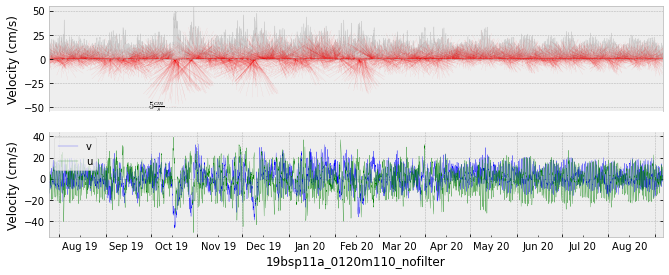 50
25
0
−25
−50
Velocity (cm/s)
5 cm/s
40
20
0
−20
−40
Velocity (cm/s)
v
u
Aug 19 Sep 19 Oct 19 Nov 19 Dec 19 Jan 20 Feb 20 Mar 20 Apr 20 May 20 Jun 20 Jul 20 Aug 20
19bsp11a_0120m110_nofilter